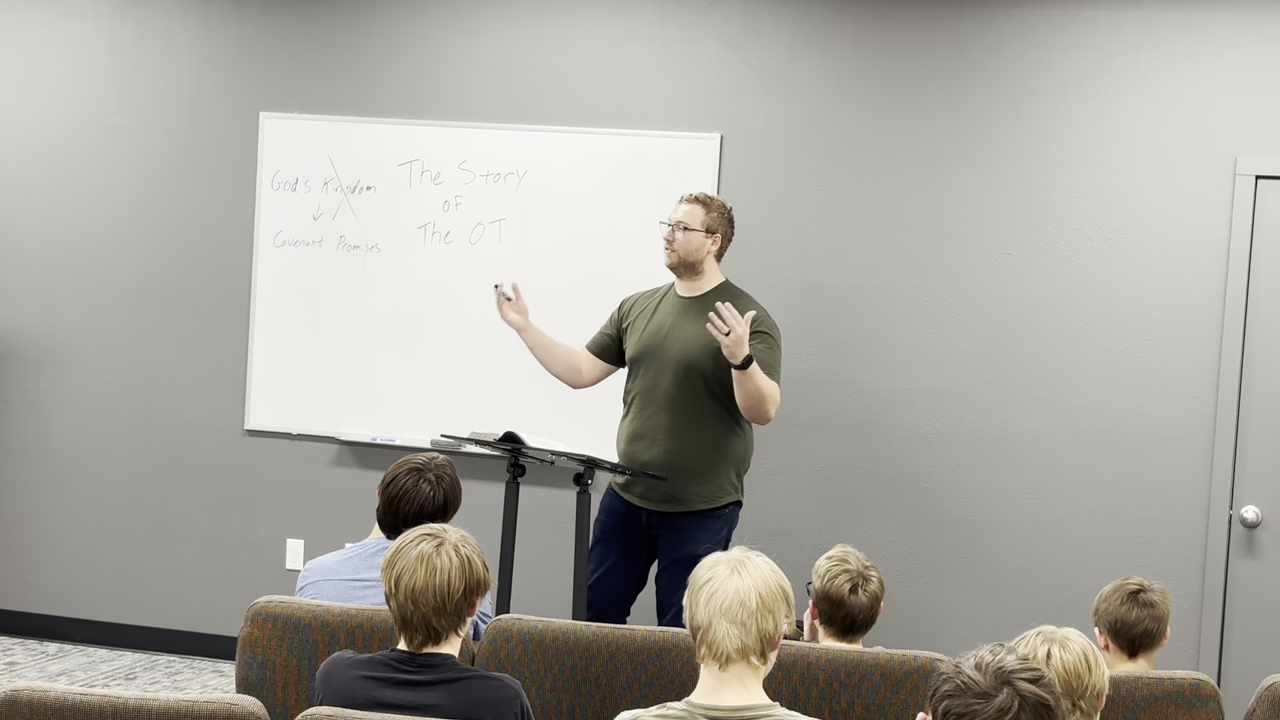 God's Kingdom
↓
Covenant Promises
The Story
of
The OT